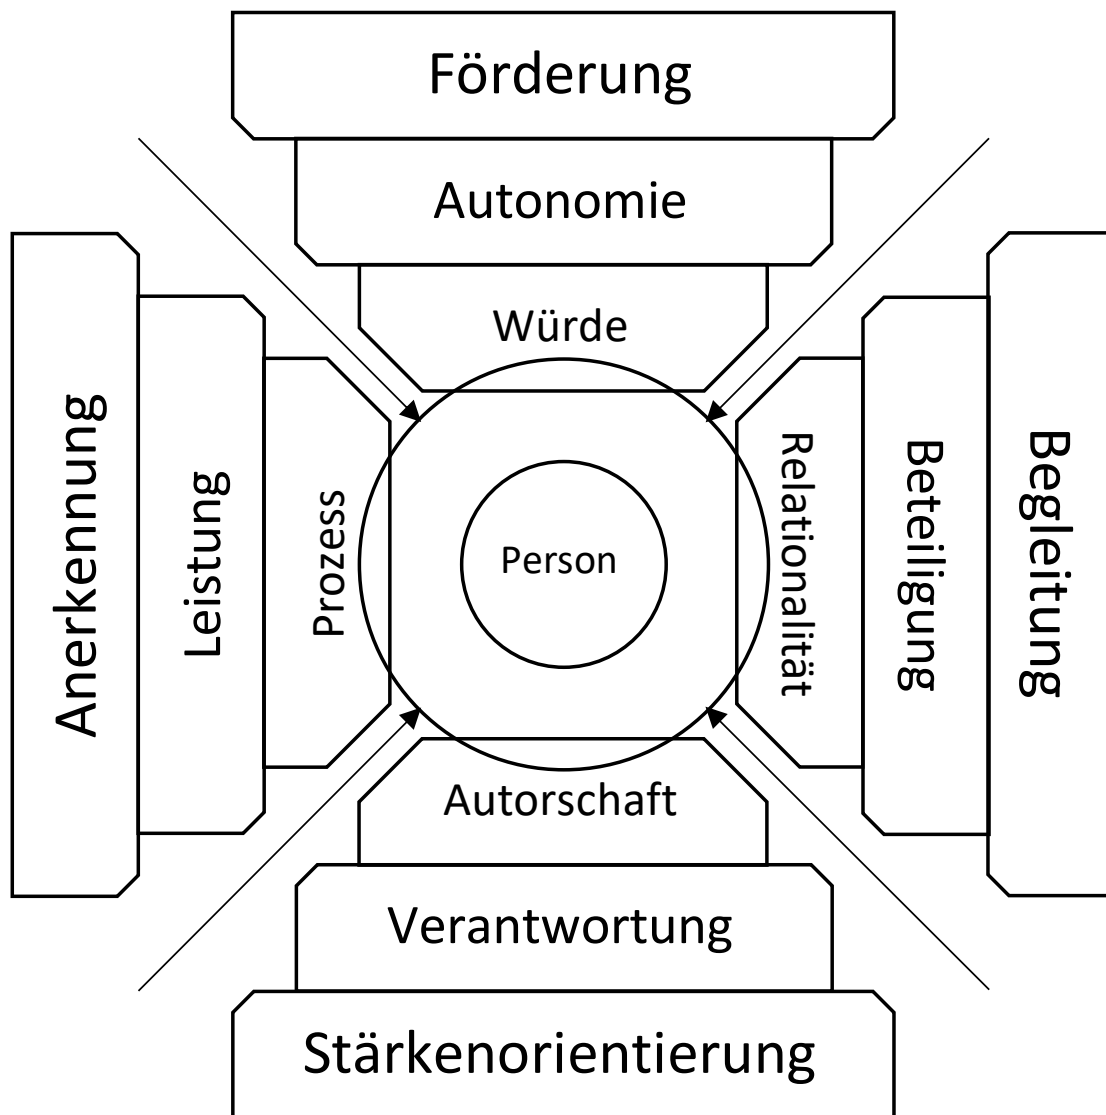 Förderung
Autonomie
Würde
Anerkennung
Leistung
Prozess
Person
Relationalität
Beteiligung
Begleitung
Autorschaft
Verantwortung
Stärkenorientierung